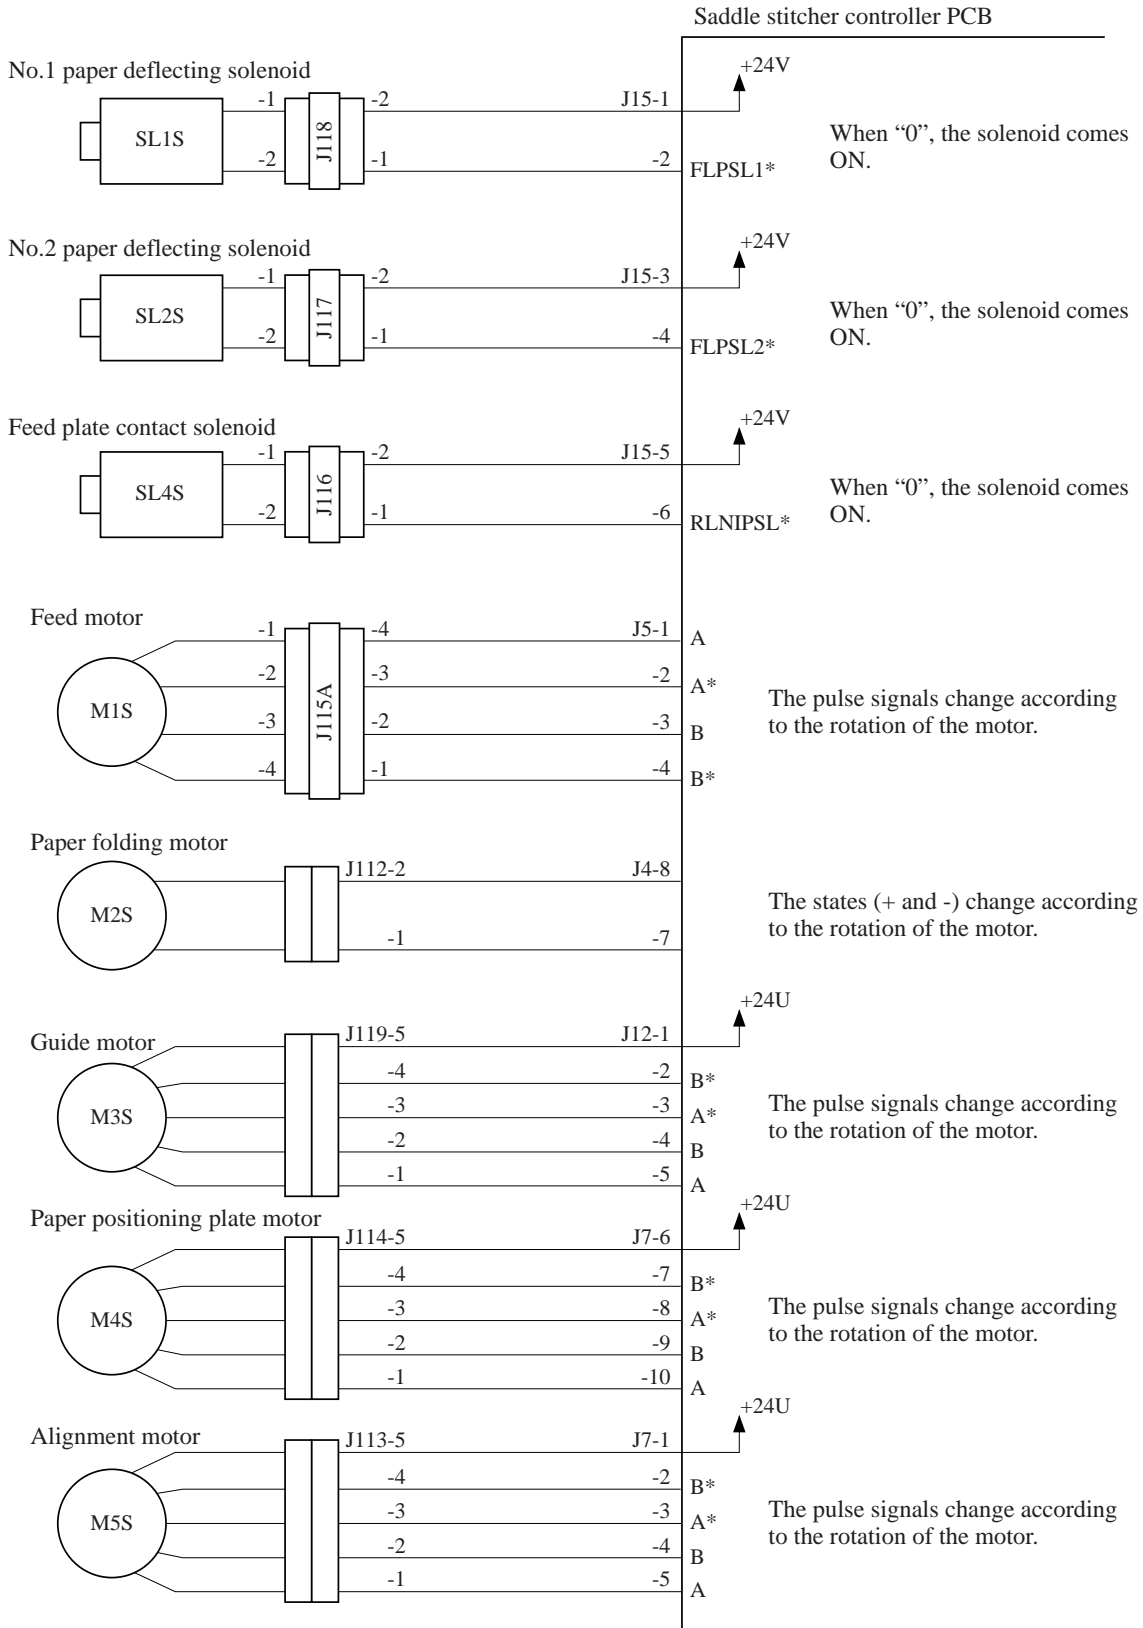 Saddle stitcher controller PCB
No.1 paper deflecting solenoid
+24V
-1 -2 J15-1
SL1S J118
When “0”, the solenoid comes
ON.
-2 -1 -2 FLPSL1*
No.2 paper deflecting solenoid
+24V
-1 -2 J15-3
SL2S J117
When “0”, the solenoid comes
ON.
-2 -1 -4 FLPSL2*
Feed plate contact solenoid
+24V
-1 -2 J15-5
SL4S J116
When “0”, the solenoid comes
ON.
-2 -1 -6 RLNIPSL*
Feed motor
-1 -4 J5-1 A
-2 -3 -2 A*
M1S J115A
The pulse signals change according
to the rotation of the motor.
-3 -2 -3 B
-4 -1 -4 B*
Paper folding motor
J112-2 J4-8
M2S
The states (+ and -) change according
to the rotation of the motor.
-1 -7
+24U
Guide motor
J119-5 J12-1
-4 -2 B*
M3S
-3 -3 A*
The pulse signals change according
to the rotation of the motor.
-2 -4 B
-1 -5 A
+24U
Paper positioning plate motor
J114-5 J7-6
-4 -7 B*
M4S
-3 -8 A*
The pulse signals change according
to the rotation of the motor.
-2 -9 B
-1 -10 A
+24U
Alignment motor
J113-5 J7-1
-4 -2 B*
M5S
-3 -3 A*
The pulse signals change according
to the rotation of the motor.
-2 -4 B
-1 -5 A